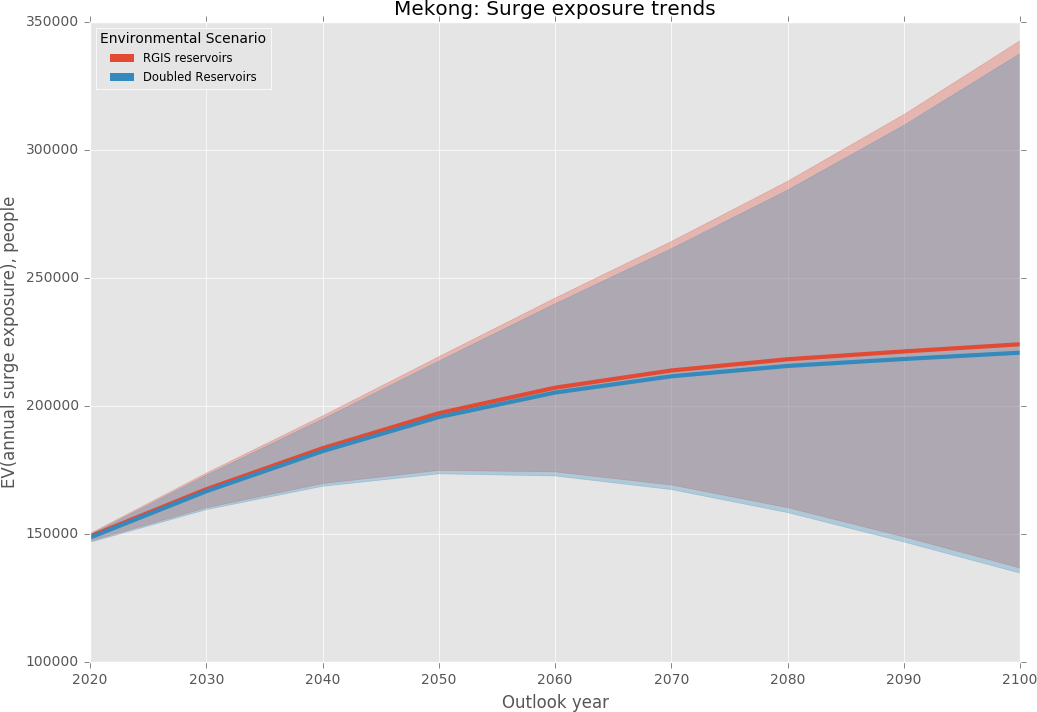 Mekong: Surge exposure trends
Environmental Scenario
RGIS reservoirs
Doubled Reservoirs
EV(annual surge exposure), people
350000
300000
250000
200000
150000
100000
2020 2030 2040 2050 2060 2070 2080 2090 2100
Outlook year